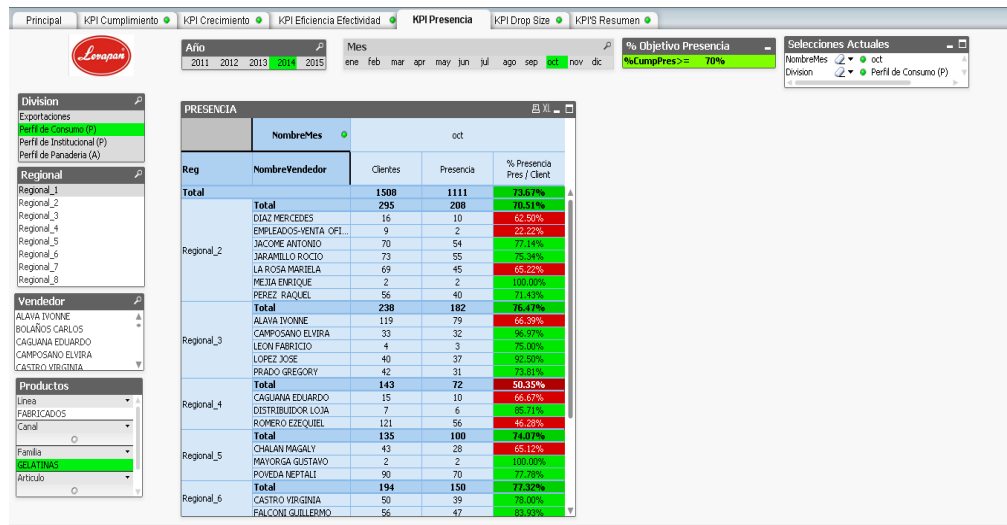 Principal KPI Cumplimiento KPI Crecimiento KPI Eficiencia Efectividad KPI Presencia KPI Drop Size KPI'S Resumen
Levapan
Año
2011 2012 2013 2014 2015
Mes
ene feb mar apr may jun jul ago sep oct nov dic
% Objetivo Presencia
%CumpPres>= 70%
Selecciones Actuales
NombreMes oct
Division Perfil de Consumo (P)
Division
Exportaciones
Perfil de Consumo (P)
Perfil de Institucional (P)
Perfil de Panaderia (A)
Regional
Regional_1
Regional_2
Regional_3
Regional_4
Regional_5
Regional_6
Regional_7
Regional_8
Vendedor
ALAVA IVONNE
BOLAÑOS CARLOS
CAGUANA EDUARDO
CAMPOSANO ELVIRA
CASTRO VIRGINIA
Productos
Linea
FABRICADOS
Canal
Familia
GELATINAS
Articulo
PRESENCIA XL
NombreMes oct
Reg NombreVendedor Clientes Presencia % Presencia Pres / Client
Total 1508 1111 73.67%
Regional_2
Total 295 208 70.51%
DIAZ MERCEDES 16 10 62.50%
EMPLEADOS-VENTA OFI... 9 2 22.22%
JACOME ANTONIO 70 54 77.14%
JARAMILLO ROCIO 73 55 75.34%
LA ROSA MARIELA 69 45 65.22%
MEJIA ENRIQUE 2 2 100.00%
PEREZ RAQUEL 56 40 71.43%
Regional_3
Total 238 182 76.47%
ALAVA IVONNE 119 79 66.39%
CAMPOSANO ELVIRA 33 32 96.97%
LEON FABRICIO 4 3 75.00%
LOPEZ JOSE 40 37 92.50%
PRADO GREGORY 42 31 73.81%
Regional_4
Total 143 72 50.35%
CAGUANA EDUARDO 15 10 66.67%
DISTRIBUIDOR LOJA 7 6 85.71%
ROMERO EZEQUIEL 121 56 46.28%
Regional_5
Total 135 100 74.07%
CHALAN MAGALY 43 28 65.12%
MAYORGA GUSTAVO 2 2 100.00%
POVEDA NEPTALI 90 70 77.78%
Regional_6
Total 194 150 77.32%
CASTRO VIRGINIA 50 39 78.00%
FALCONI GUILLERMO 56 47 83.93%